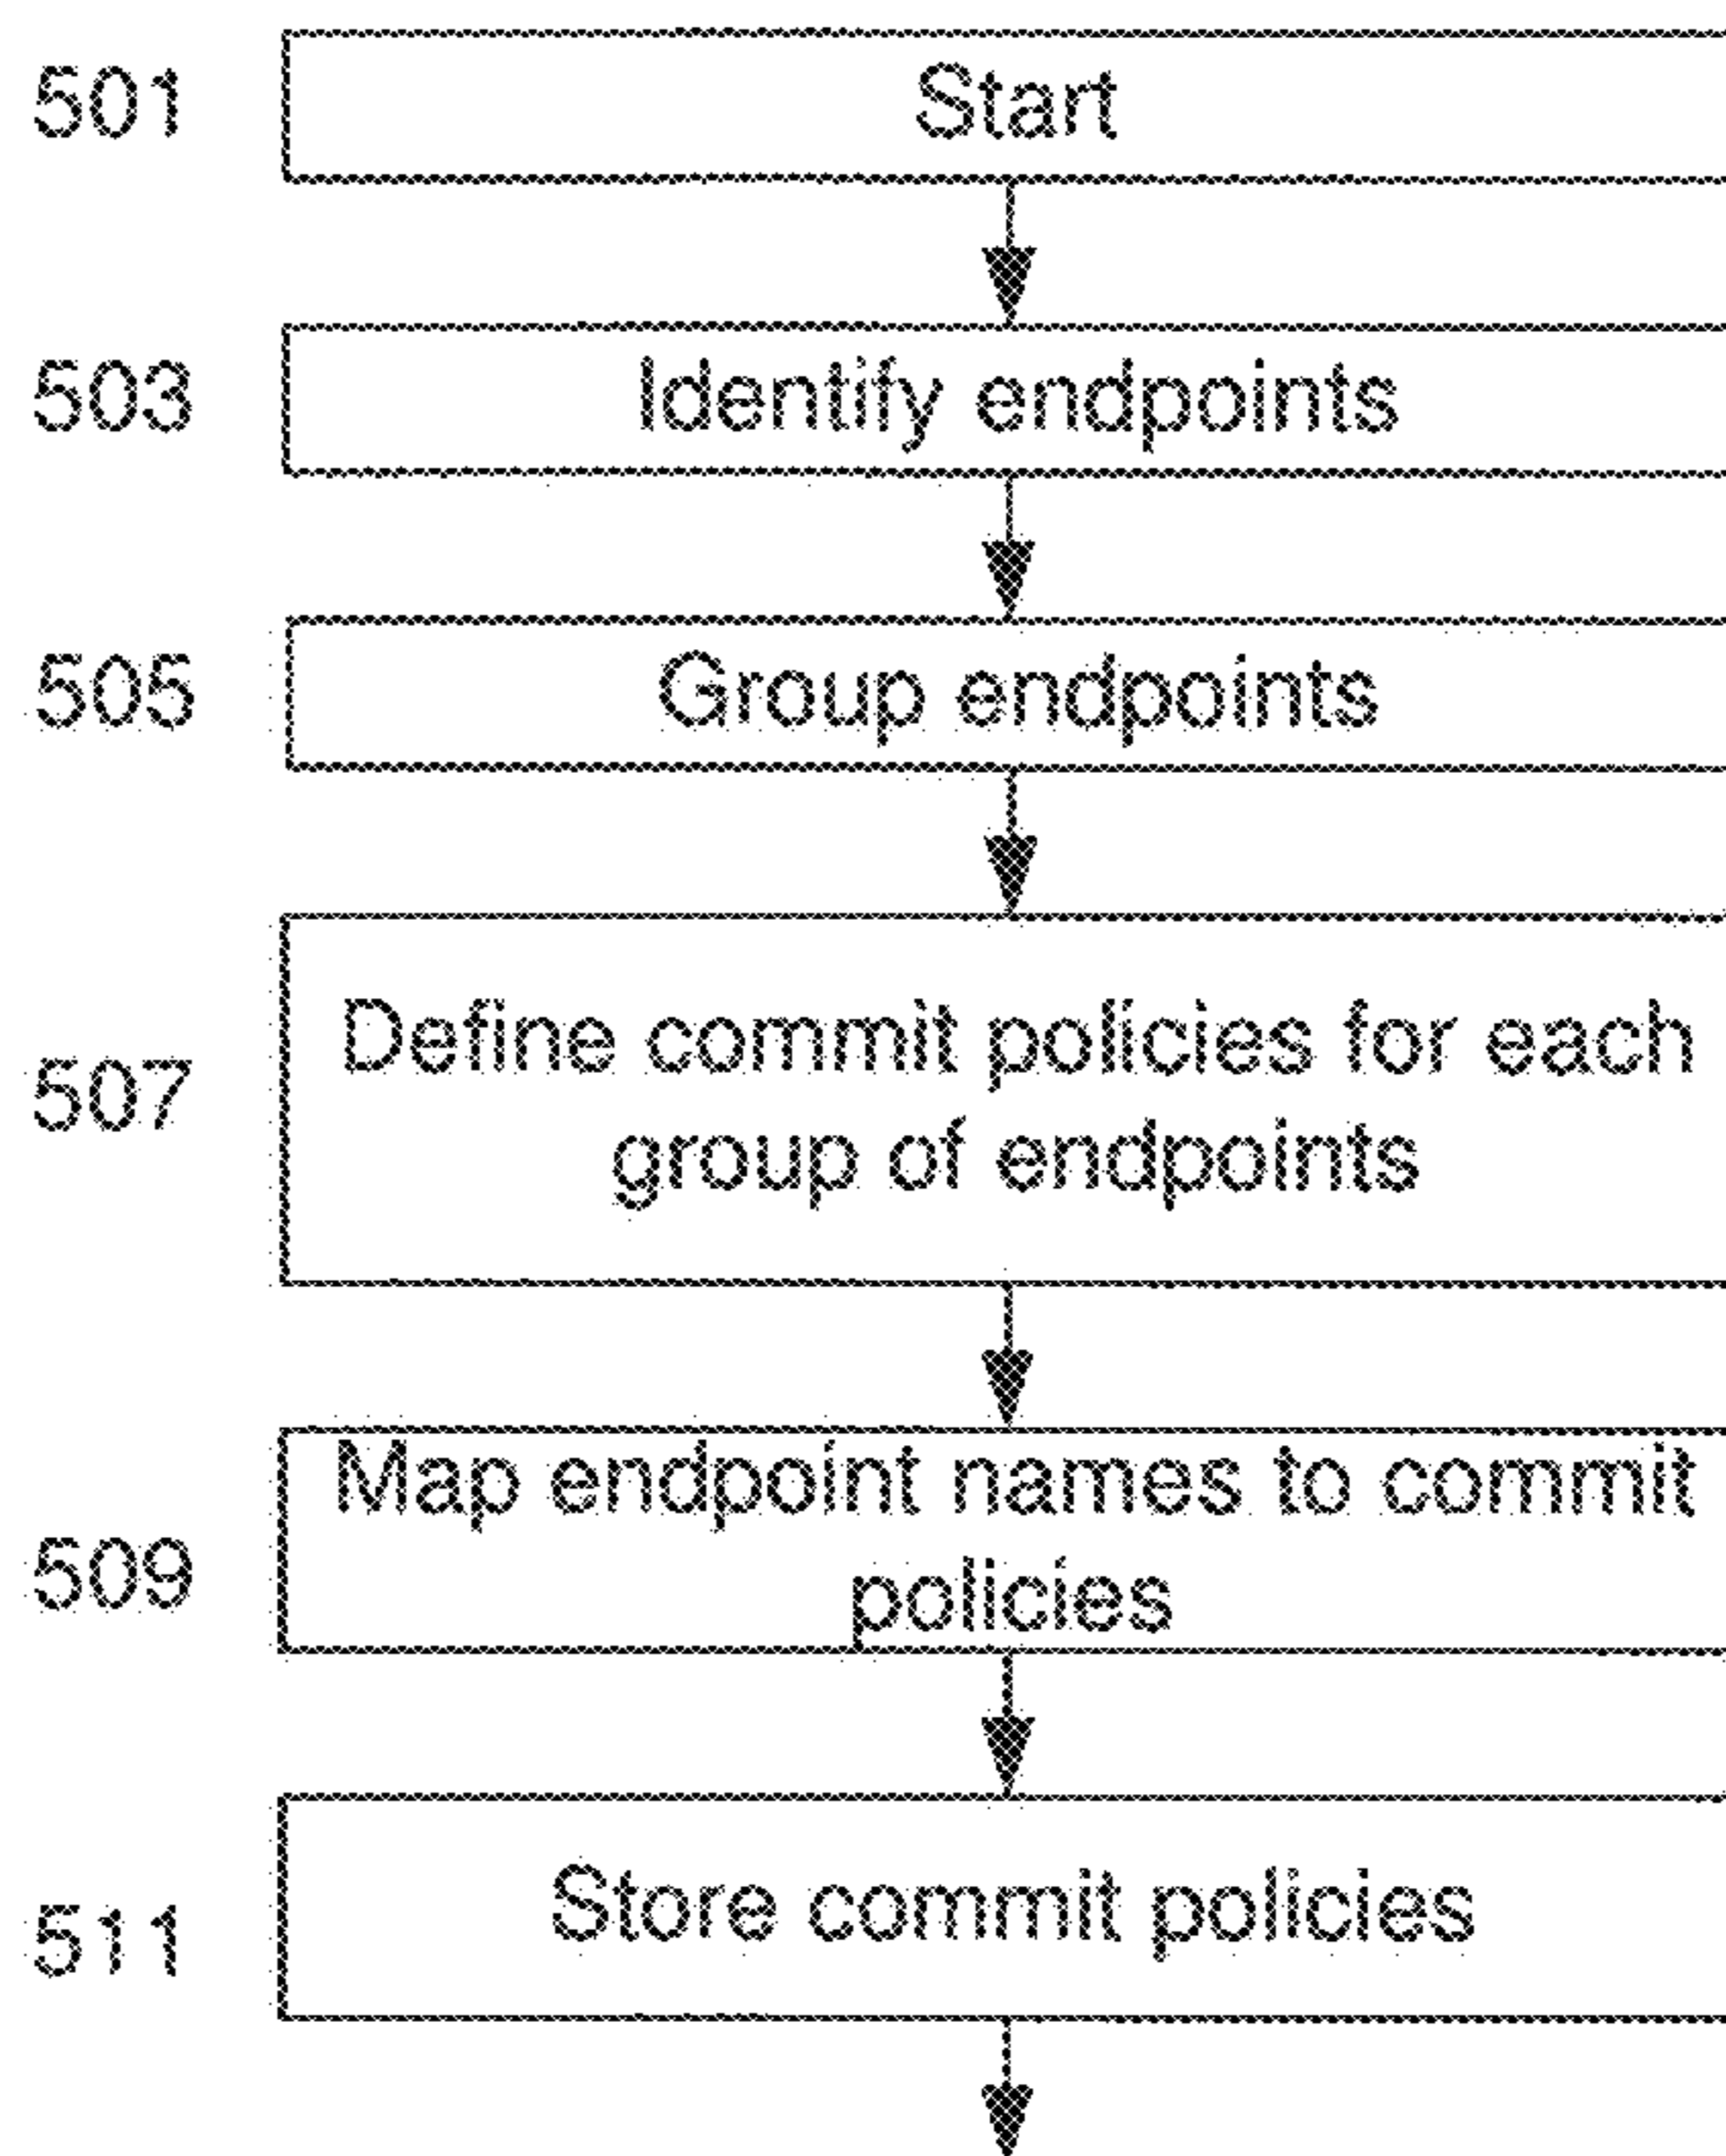 501
Start
503
Identify endpoints
505
Group endpoints
507
Define commit policies for each
group of endpoints
509
Map endpoint names to commit
policies
511
Store commit policies